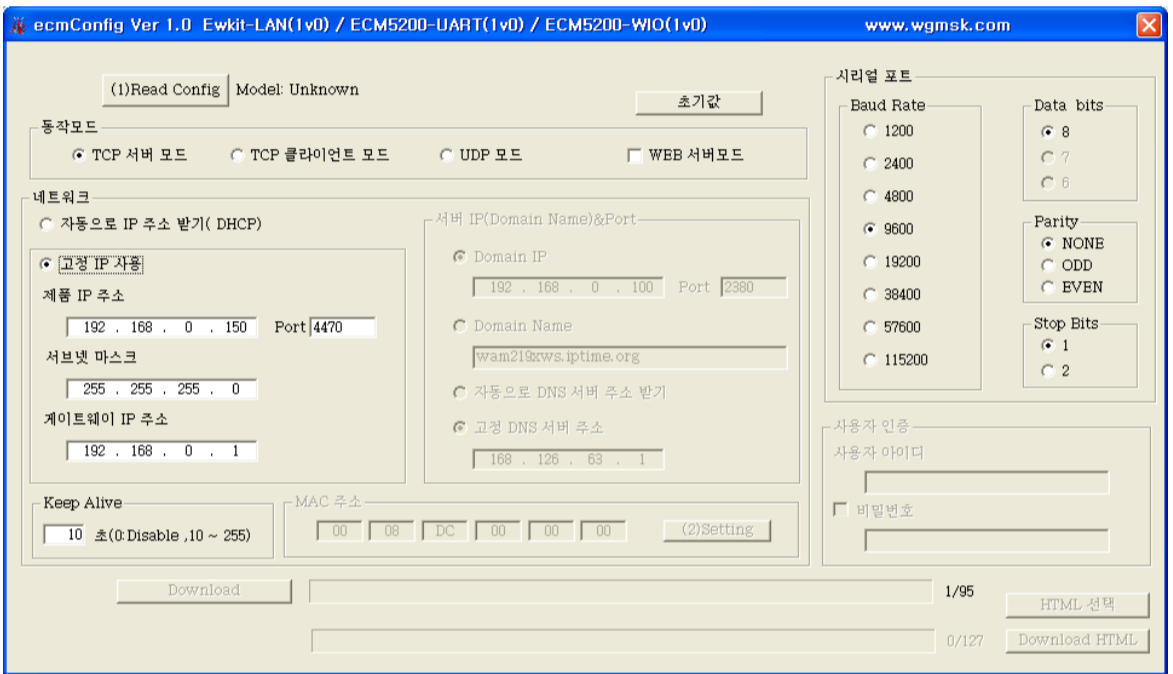 ecmConfig Ver 1.0 Ewkit-LAN(1v0) / ECM5200-UART(1v0) / ECM5200-WIO(1v0) www.wgmsk.com
(1)Read Config Model: Unknown
초기값
동작모드
TCP 서버 모드 TCP 클라이언트 모드 UDP 모드 WEB 서버모드
네트워크
자동으로 IP 주소 받기( DHCP)
고정 IP 사용
제품 IP 주소
192 . 168 . 0 . 150 Port 4470
서브넷 마스크
255 . 255 . 255 . 0
게이트웨이 IP 주소
192 . 168 . 0 . 1
서버 IP(Domain Name)&Port
Domain IP
192 . 168 . 0 . 100 Port 2380
Domain Name
wam219xws.iptime.org
자동으로 DNS 서버 주소 받기
고정 DNS 서버 주소
168 . 126 . 63 . 1
Keep Alive
10 초(0:Disable ,10 ~ 255)
MAC 주소
00 08 DC 00 00 00 (2)Setting
시리얼 포트
Baud Rate
1200
2400
4800
9600
19200
38400
57600
115200
Data bits
8
7
6
Parity
NONE
ODD
EVEN
Stop Bits
1
2
사용자 인증
사용자 아이디
비밀번호
Download 1/95
HTML 선택
0/127 Download HTML